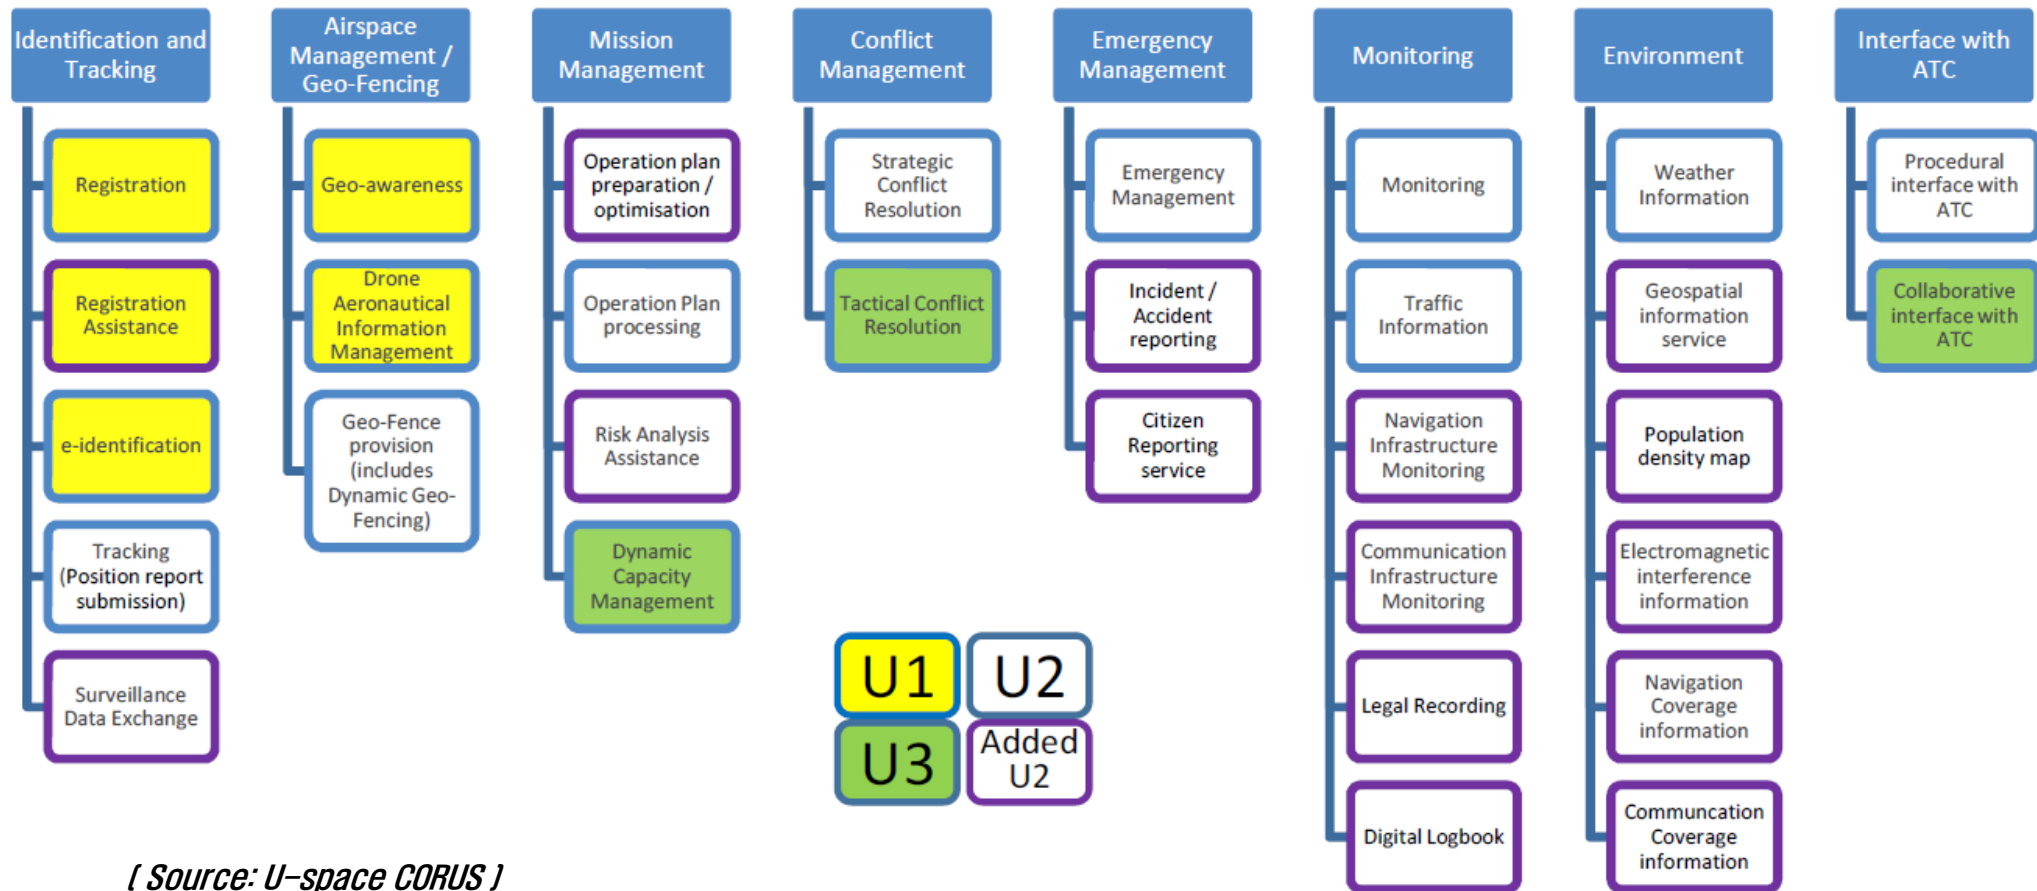 Identification and
Tracking
Registration
Registration
Assistance
e-identification
Tracking
(Position report
submission)
Surveillance
Data Exchange
Airspace
Management /
Geo-Fencing
Geo-awareness
Drone
Aeronautical
Information
Management
Geo-Fence
provision
(includes
Dynamic Geo-
Fencing)
Mission
Management
Operation plan
preparation /
optimisation
Operation Plan
processing
Risk Analysis
Assistance
Dynamic
Capacity
Management
Conflict
Management
Strategic
Conflict
Resolution
Tactical Conflict
Resolution
Emergency
Management
Emergency
Management
Incident /
Accident
reporting
Citizen
Reporting
service
Monitoring
Monitoring
Traffic
Information
Navigation
Infrastructure
Monitoring
Communication
Infrastructure
Monitoring
Legal Recording
Digital Logbook
Environment
Weather
Information
Geospatial
information
service
Population
density map
Electromagnetic
interference
information
Navigation
Coverage
information
Communcation
Coverage
information
Interface with
ATC
Procedural
interface with
ATC
Collaborative
interface with
ATC
U1
U2
U3
Added
U2
( Source: U-space CORUS )